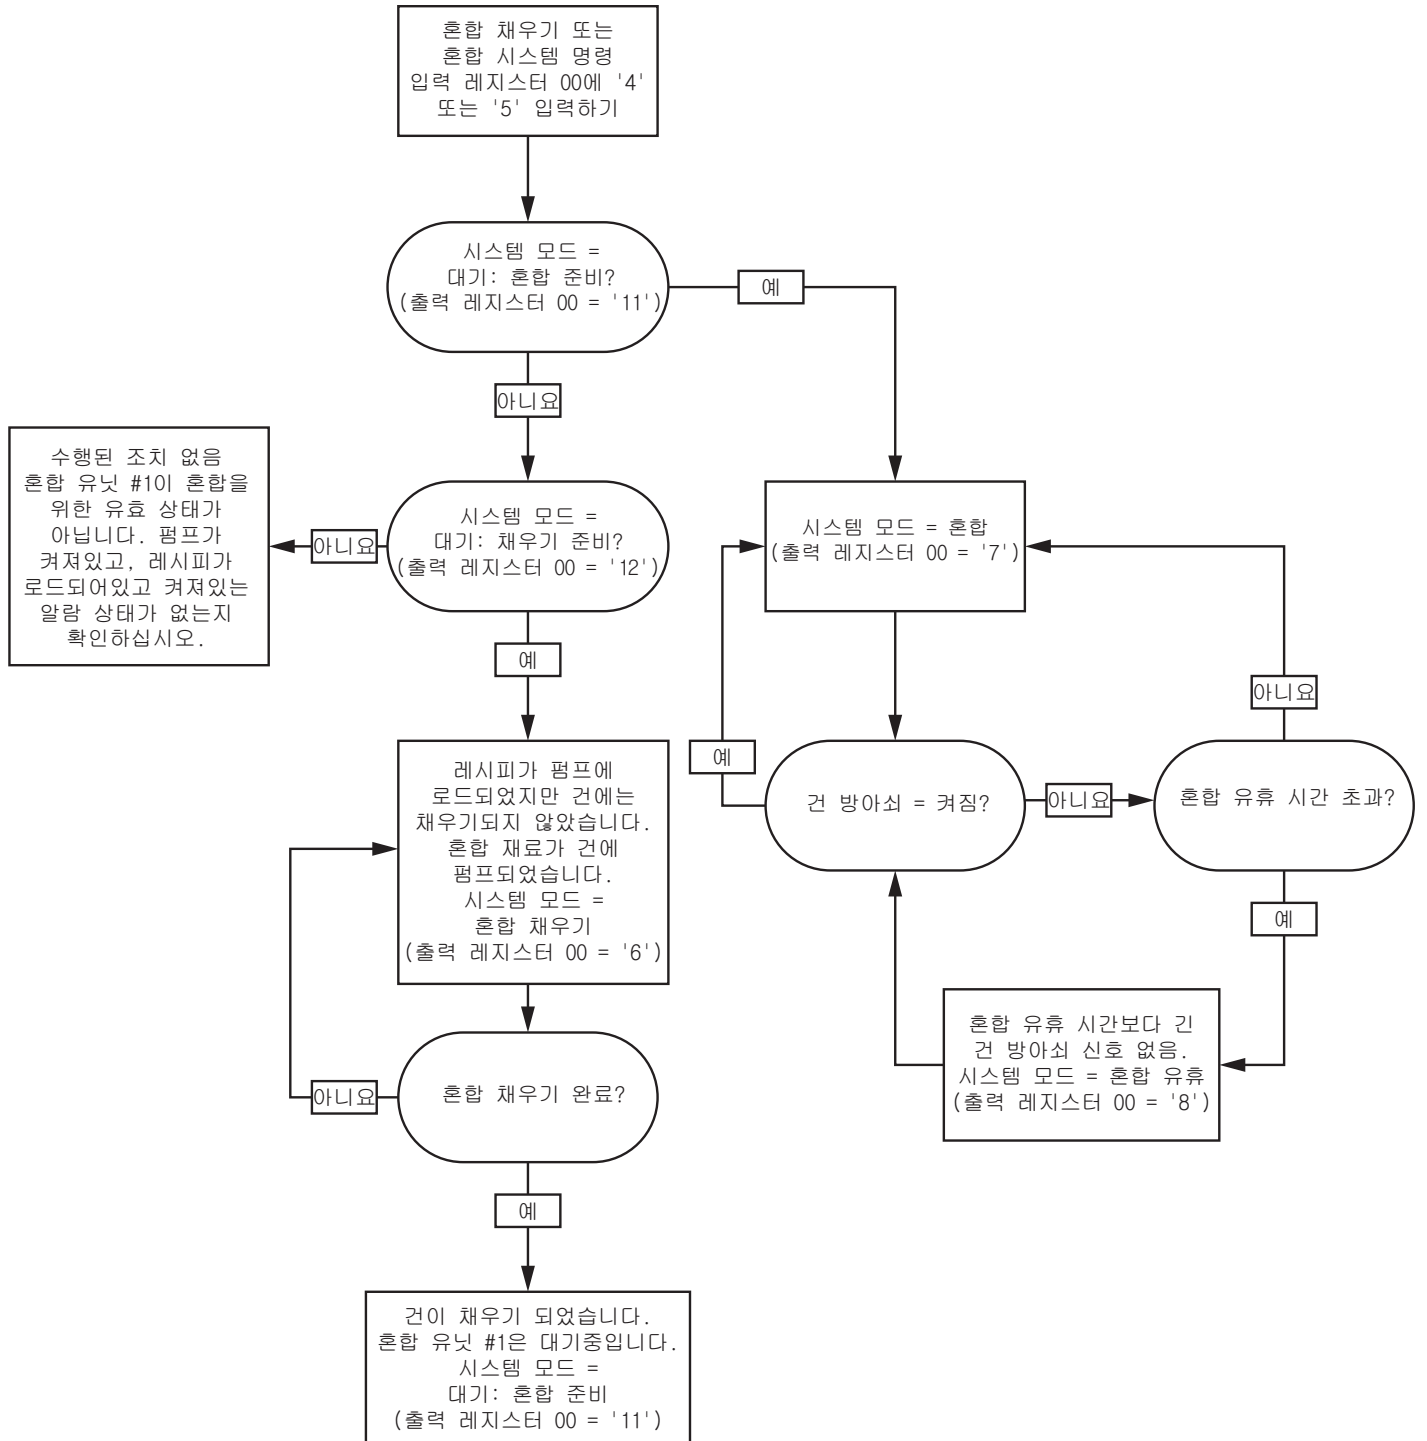 혼합 채우기 또는
혼합 시스템 명령
입력 레지스터 00에 '4'
또는 '5' 입력하기
시스템 모드 =
대기: 혼합 준비?
(출력 레지스터 00 = '11')
예
아니요
수행된 조치 없음
혼합 유닛 #1이 혼합을
위한 유효 상태가
아닙니다. 펌프가
켜져있고, 레시피가
로드되어있고 켜져있는
알람 상태가 없는지
확인하십시오.
아니요
시스템 모드 =
대기: 채우기 준비?
(출력 레지스터 00 = '12')
시스템 모드 = 혼합
(출력 레지스터 00 = '7')
예
아니요
예
레시피가 펌프에
로드되었지만 건에는
채우기되지 않았습니다.
혼합 재료가 건에
펌프되었습니다.
시스템 모드 =
혼합 채우기
(출력 레지스터 00 = '6')
건 방아쇠 = 켜짐?
아니요
혼합 유휴 시간 초과?
예
혼합 유휴 시간보다 긴
건 방아쇠 신호 없음.
시스템 모드 = 혼합 유휴
(출력 레지스터 00 = '8')
아니요
혼합 채우기 완료?
예
건이 채우기 되었습니다.
혼합 유닛 #1은 대기중입니다.
시스템 모드 =
대기: 혼합 준비
(출력 레지스터 00 = '11')